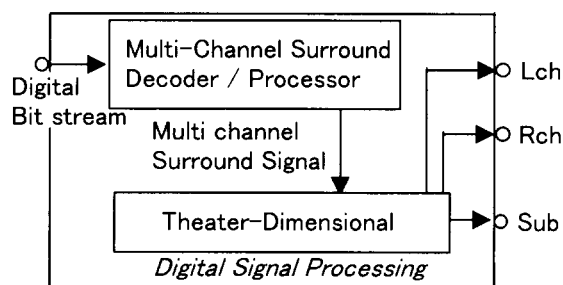 Multi-Channel Surround
Decoder / Processor
Digital
Bit stream
Multi channel
Surround Signal
Theater-Dimensional
Digital Signal Processing
Lch
Rch
Sub